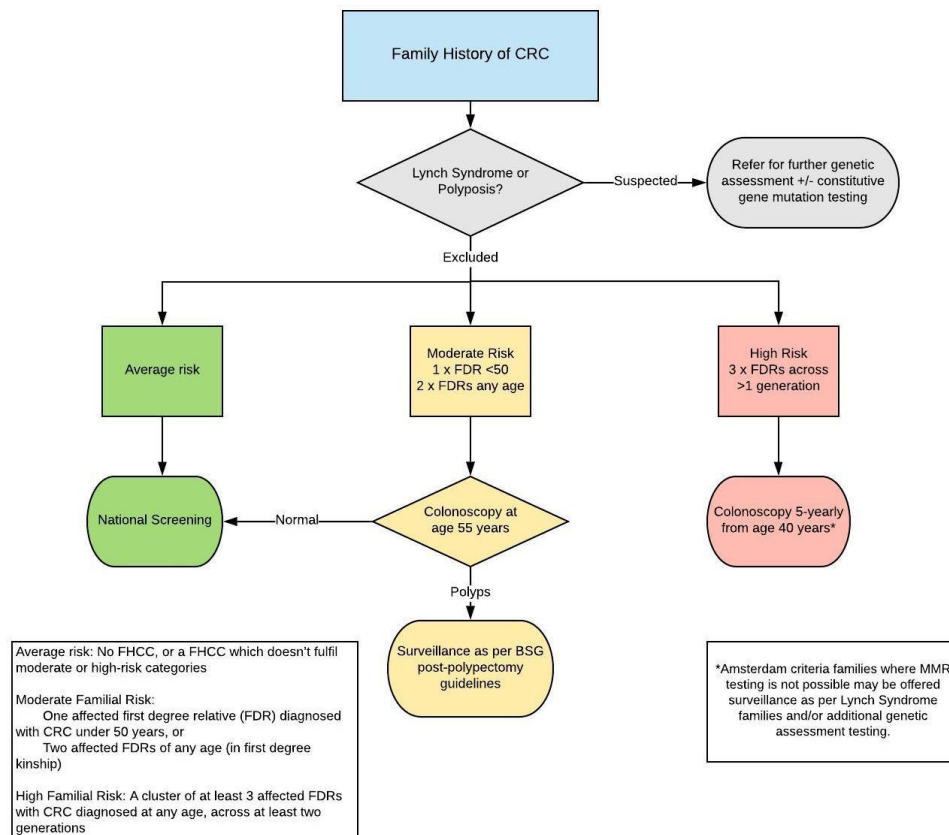 Family History of CRC
Lynch Syndrome or
Polyposis?
Suspected
Refer for further genetic
assessment +/- constitutive
gene mutation testing
Excluded
Average risk
Moderate Risk
1 x FDR <50
2 x FDRs any age
High Risk
3 x FDRs across
>1 generation
National Screening
Normal
Colonoscopy at
age 55 years
Colonoscopy 5-yearly
from age 40 years*
Polyps
Surveillance as per BSG
post-polypectomy
guidelines
Average risk: No FHCC, or a FHCC which doesn't fulfil
moderate or high-risk categories
Moderate Familial Risk:
One affected first degree relative (FDR) diagnosed
with CRC under 50 years, or
Two affected FDRs of any age (in first degree
kinship)
High Familial Risk: A cluster of at least 3 affected FDRs
with CRC diagnosed at any age, across at least two
generations
*Amsterdam criteria families where MMR
testing is not possible may be offered
surveillance as per Lynch Syndrome
families and/or additional genetic
assessment testing.